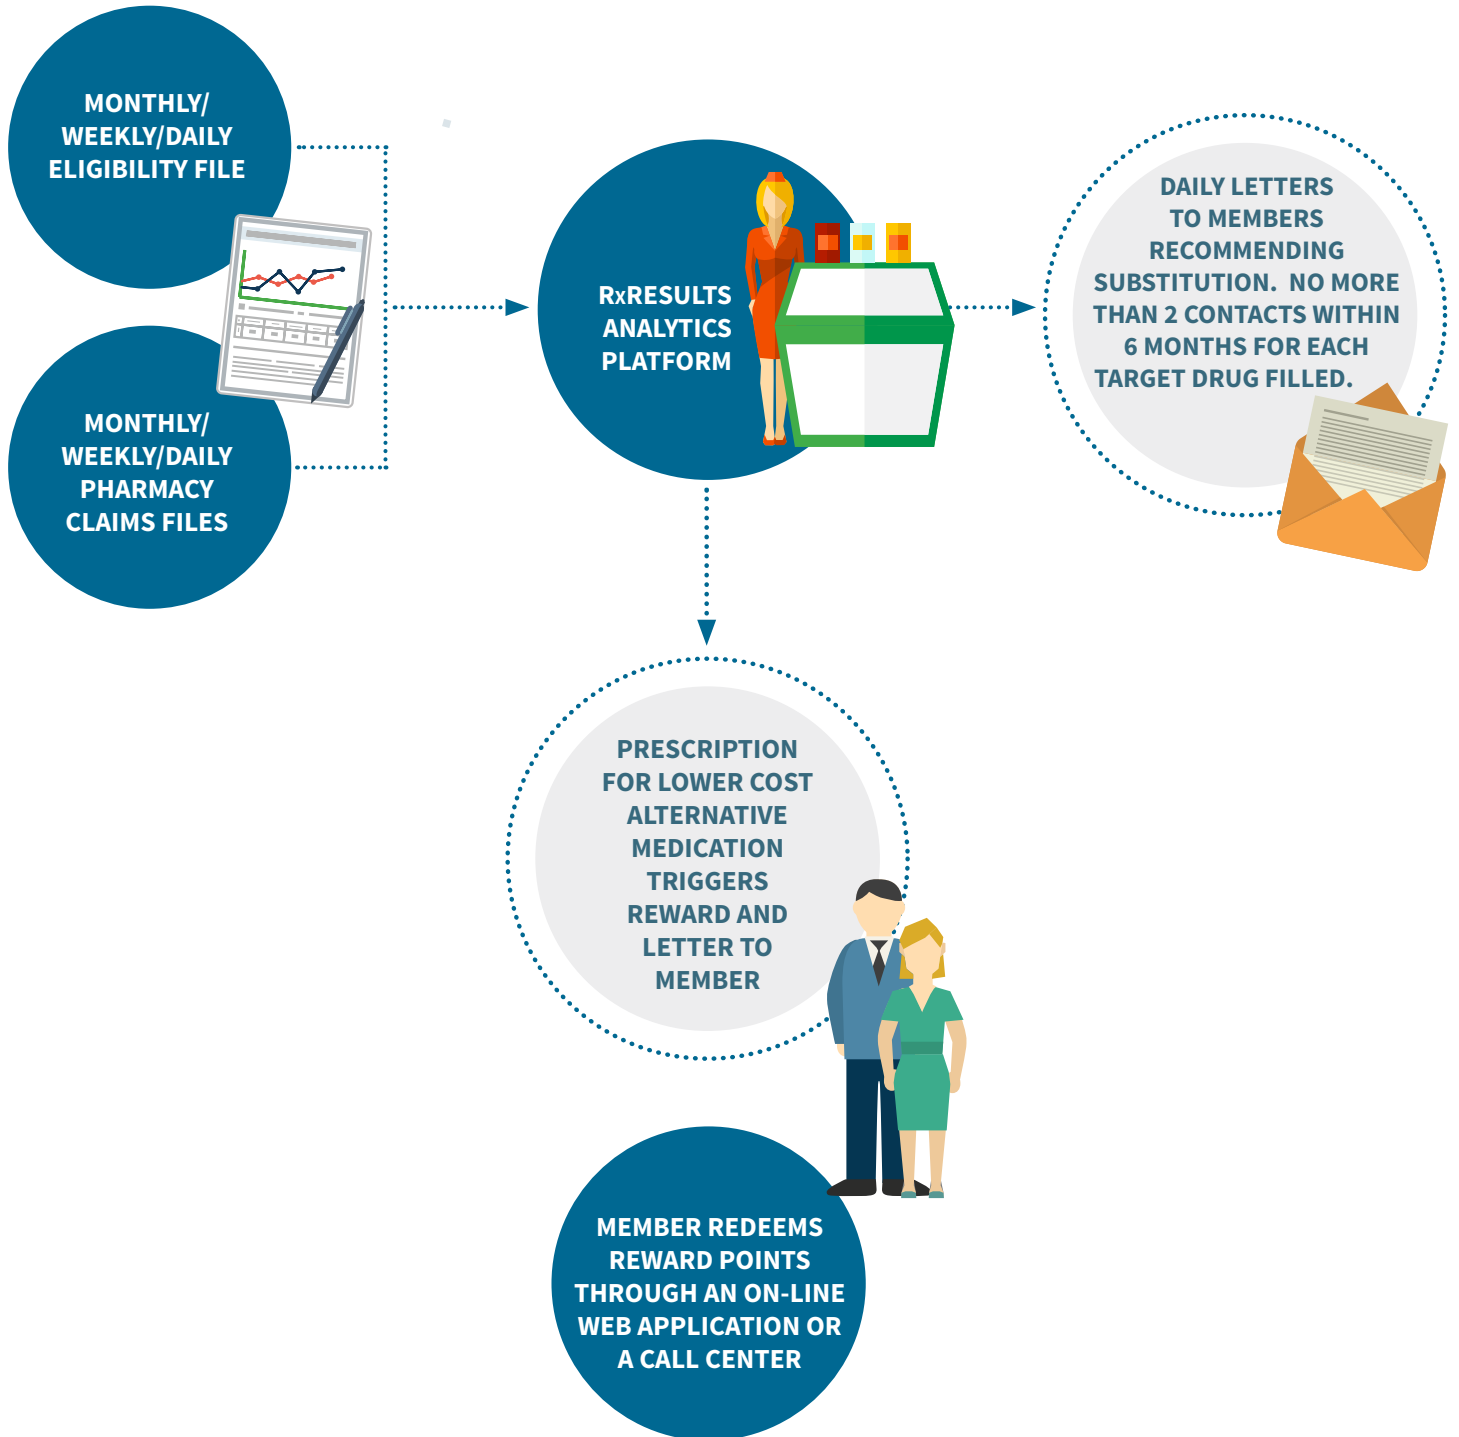 MONTHLY/
WEEKLY/DAILY
ELIGIBILITY FILE
MONTHLY/
WEEKLY/DAILY
PHARMACY
CLAIMS FILES
RxRESULTS
ANALYTICS
PLATFORM
DAILY LETTERS
TO MEMBERS
RECOMMENDING
SUBSTITUTION.  NO MORE
THAN 2 CONTACTS WITHIN
6 MONTHS FOR EACH
TARGET DRUG FILLED.
PRESCRIPTION
FOR LOWER COST
ALTERNATIVE
MEDICATION
TRIGGERS
REWARD AND
LETTER TO
MEMBER
MEMBER REDEEMS
REWARD POINTS
THROUGH AN ON-LINE
WEB APPLICATION OR
A CALL CENTER